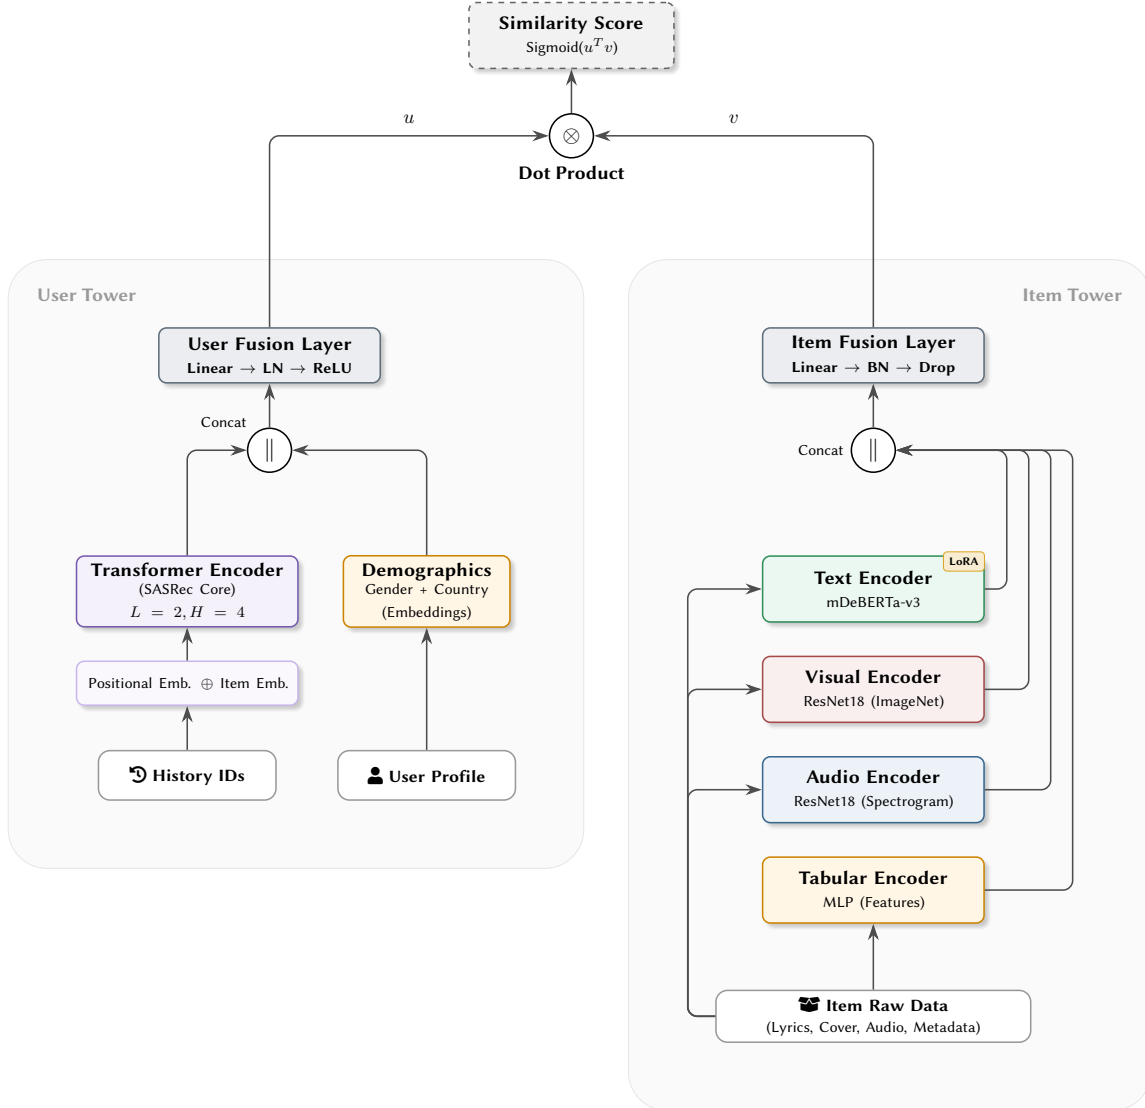 Similarity Score
Sigmoid(u^T v)
u
v
⊗
Dot Product
User Tower
User Fusion Layer
Linear → LN → ReLU
Concat
||
Transformer Encoder
(SASRec Core)
L = 2, H = 4
Demographics
Gender + Country
(Embeddings)
Positional Emb. ⊕ Item Emb.
History IDs
User Profile
Item Tower
Item Fusion Layer
Linear → BN → Drop
Concat
||
LoRA
Text Encoder
mDeBERTa-v3
Visual Encoder
ResNet18 (ImageNet)
Audio Encoder
ResNet18 (Spectrogram)
Tabular Encoder
MLP (Features)
Item Raw Data
(Lyrics, Cover, Audio, Metadata)